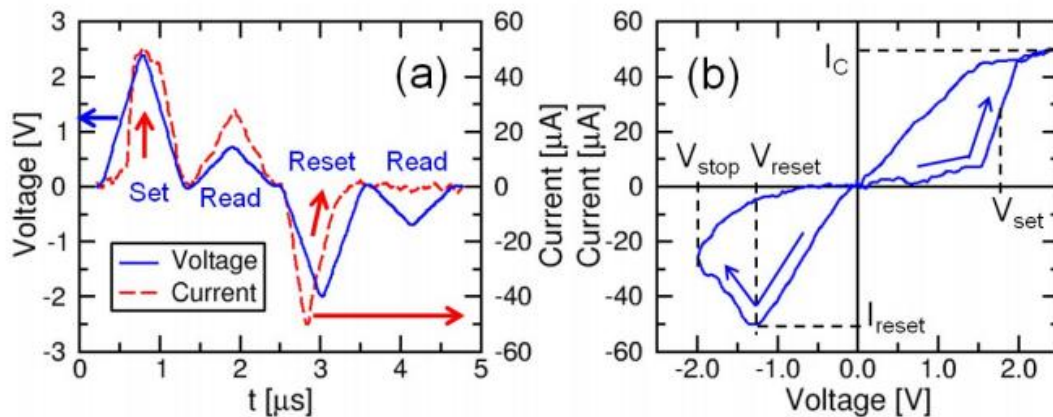 3
2
1
0
-1
-2
-3
Voltage [V]
60
40
20
0
-20
-40
-60
Current [µA]
(a)
Set
Read
Reset
Read
Voltage
Current
0
1
2
3
4
5
t [µs]
60
40
20
0
-20
-40
-60
Current [µA]
(b)
I_C
V_stop
V_reset
V_set
I_reset
-2.0
-1.0
0.0
1.0
2.0
Voltage [V]